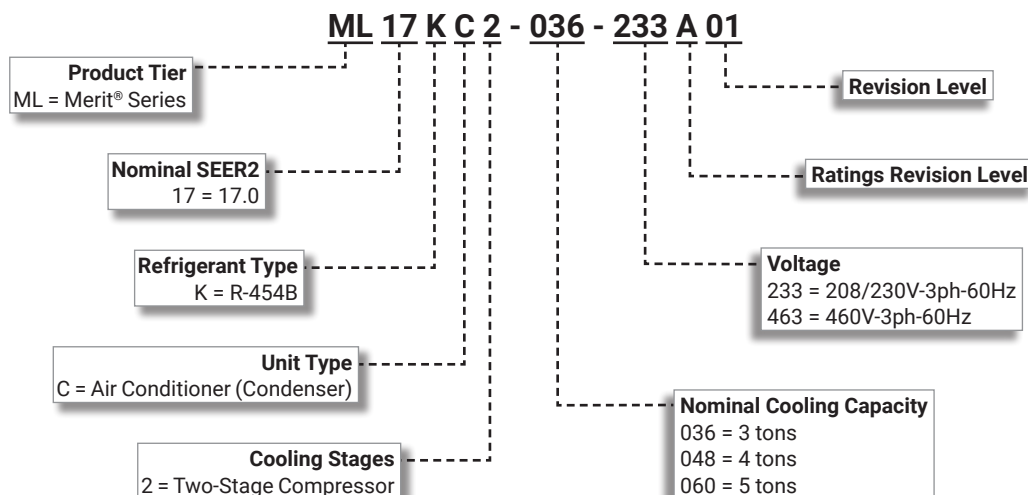 ML 17 K C 2 - 036 - 233 A 01
Product Tier
ML = Merit® Series
Revision Level
Nominal SEER2
17 = 17.0
Ratings Revision Level
Refrigerant Type
K = R-454B
Voltage
233 = 208/230V-3ph-60Hz
463 = 460V-3ph-60Hz
Unit Type
C = Air Conditioner (Condenser)
Nominal Cooling Capacity
036 = 3 tons
048 = 4 tons
060 = 5 tons
Cooling Stages
2 = Two-Stage Compressor